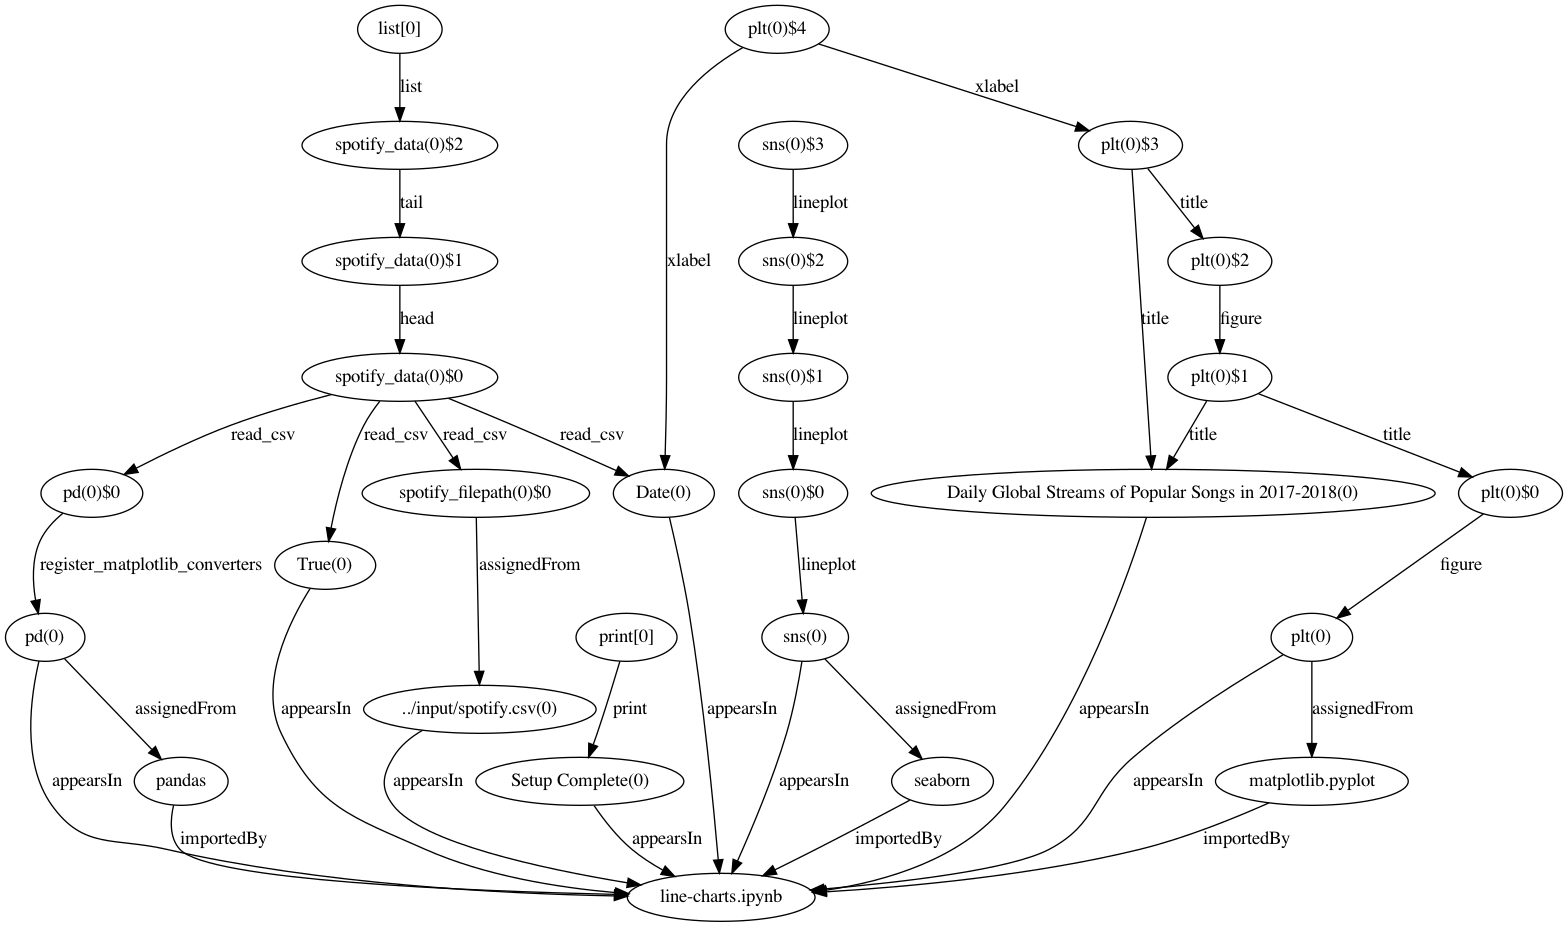 list[0]
plt(0)$4
list
xlabel
spotify_data(0)$2
sns(0)$3
plt(0)$3
tail
lineplot
title
spotify_data(0)$1
xlabel
sns(0)$2
plt(0)$2
head
lineplot
title
figure
spotify_data(0)$0
sns(0)$1
plt(0)$1
read_csv
read_csv
read_csv
read_csv
lineplot
title
title
pd(0)$0
spotify_filepath(0)$0
Date(0)
sns(0)$0
Daily Global Streams of Popular Songs in 2017-2018(0)
plt(0)$0
register_matplotlib_converters
True(0)
assignedFrom
lineplot
figure
pd(0)
print[0]
sns(0)
plt(0)
assignedFrom
appearsIn
../input/spotify.csv(0)
print
appearsIn
assignedFrom
appearsIn
assignedFrom
appearsIn
pandas
appearsIn
Setup Complete(0)
appearsIn
seaborn
appearsIn
matplotlib.pyplot
importedBy
appearsIn
importedBy
importedBy
line-charts.ipynb